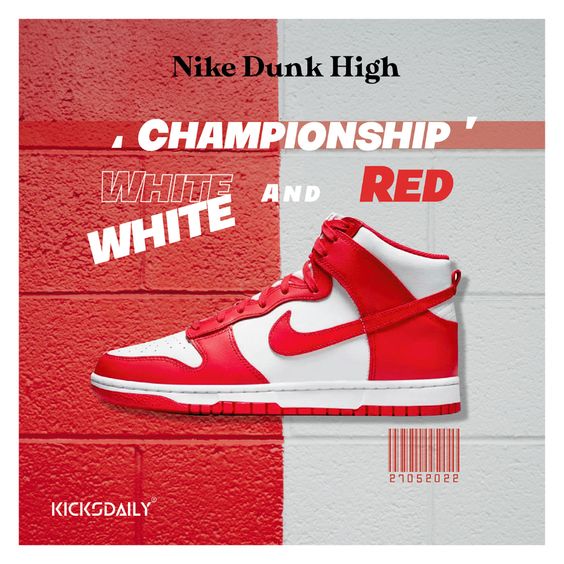 Nike Dunk High
‘ CHAMPIONSHIP ’
WHITE AND RED
WHITE
27052022
KICKSDAILY®